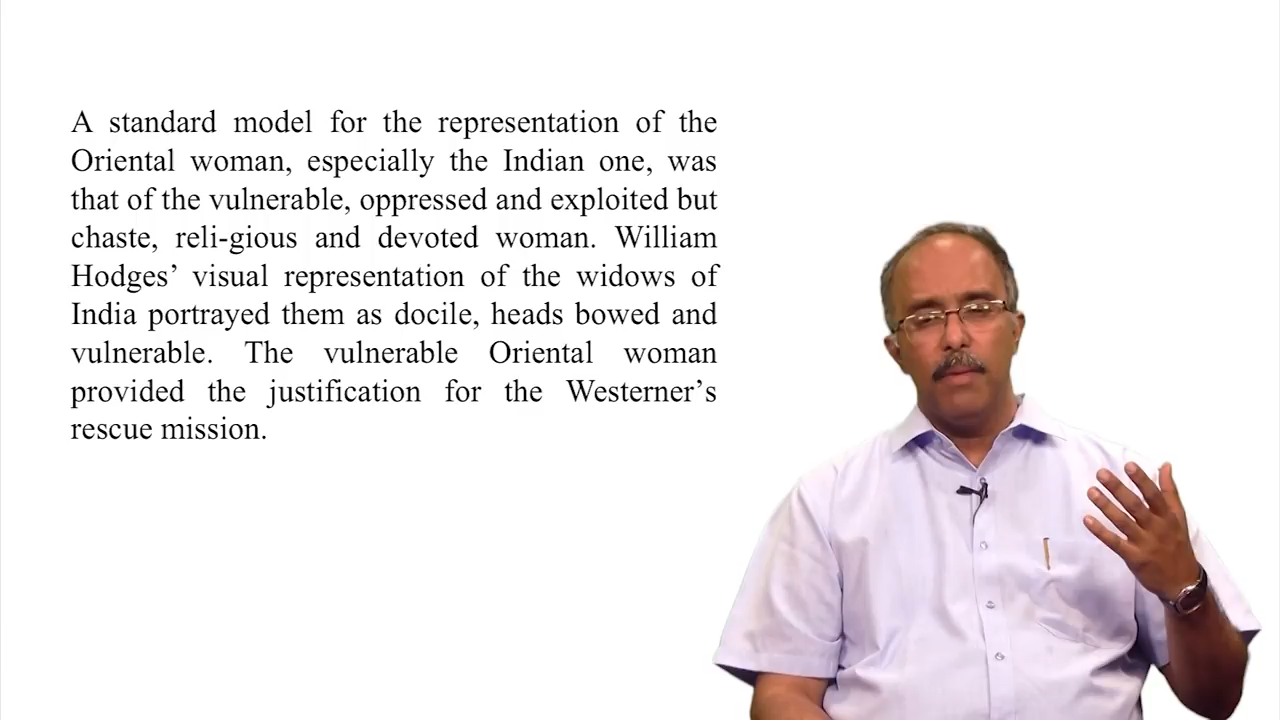 A standard model for the representation of the
Oriental woman, especially the Indian one, was
that of the vulnerable, oppressed and exploited but
chaste, reli-gious and devoted woman. William
Hodges’ visual representation of the widows of
India portrayed them as docile, heads bowed and
vulnerable. The vulnerable Oriental woman
provided the justification for the Westerner’s
rescue mission.